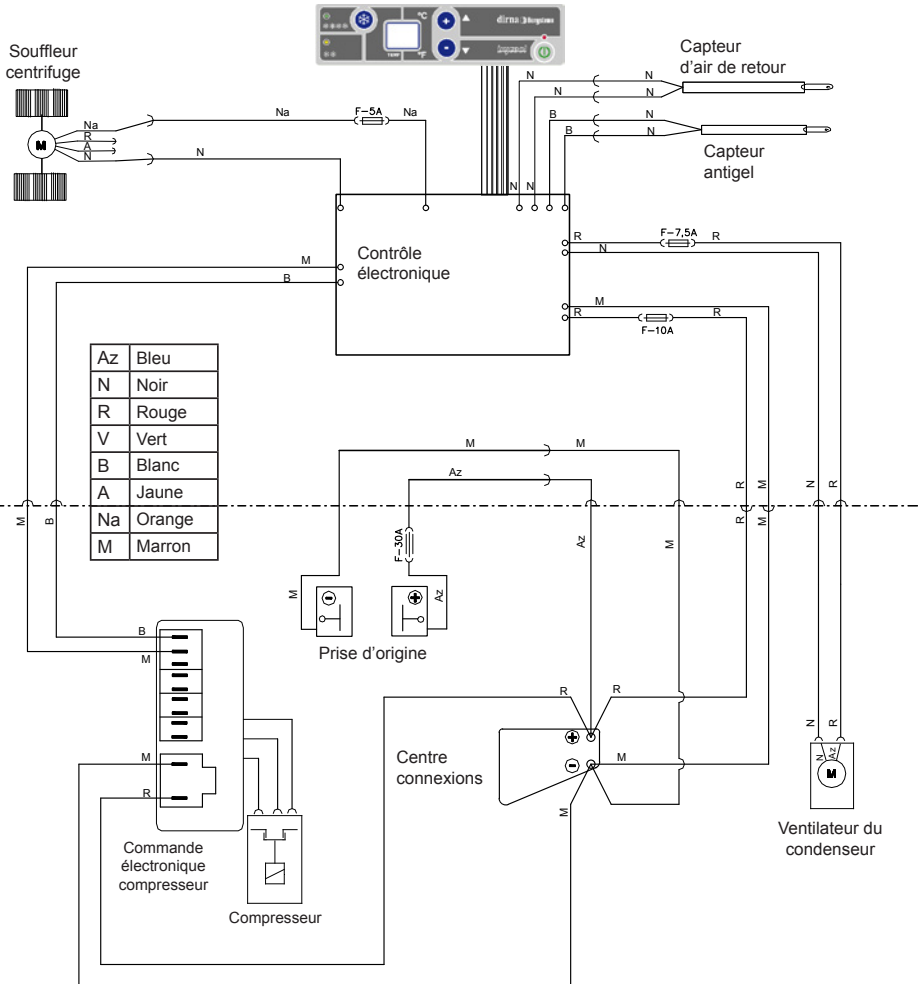 °C
dirna Bergstrom
TEMP
°F
Souffleur
centrifuge
Capteur
d'air de retour
N
N
N
N
Na
Na
F-5A
Na
R
A
N
N
M
B
N
B
N
Capteur
antigel
N
N
Contrôle
électronique
R
F-7,5A
R
N
M
B
M
R
F-10A
R
Az Bleu
N Noir
R Rouge
V Vert
B Blanc
A Jaune
Na Orange
M Marron
M
M
Az
R
M
N
R
M
B
F-30A
Az
M
R
M
M
Az
Prise d'origine
B
M
R
R
Centre
connexions
M
M
R
M
N
R
N
Az
M
Ventilateur du
condenseur
Commande
électronique
compresseur
Compresseur